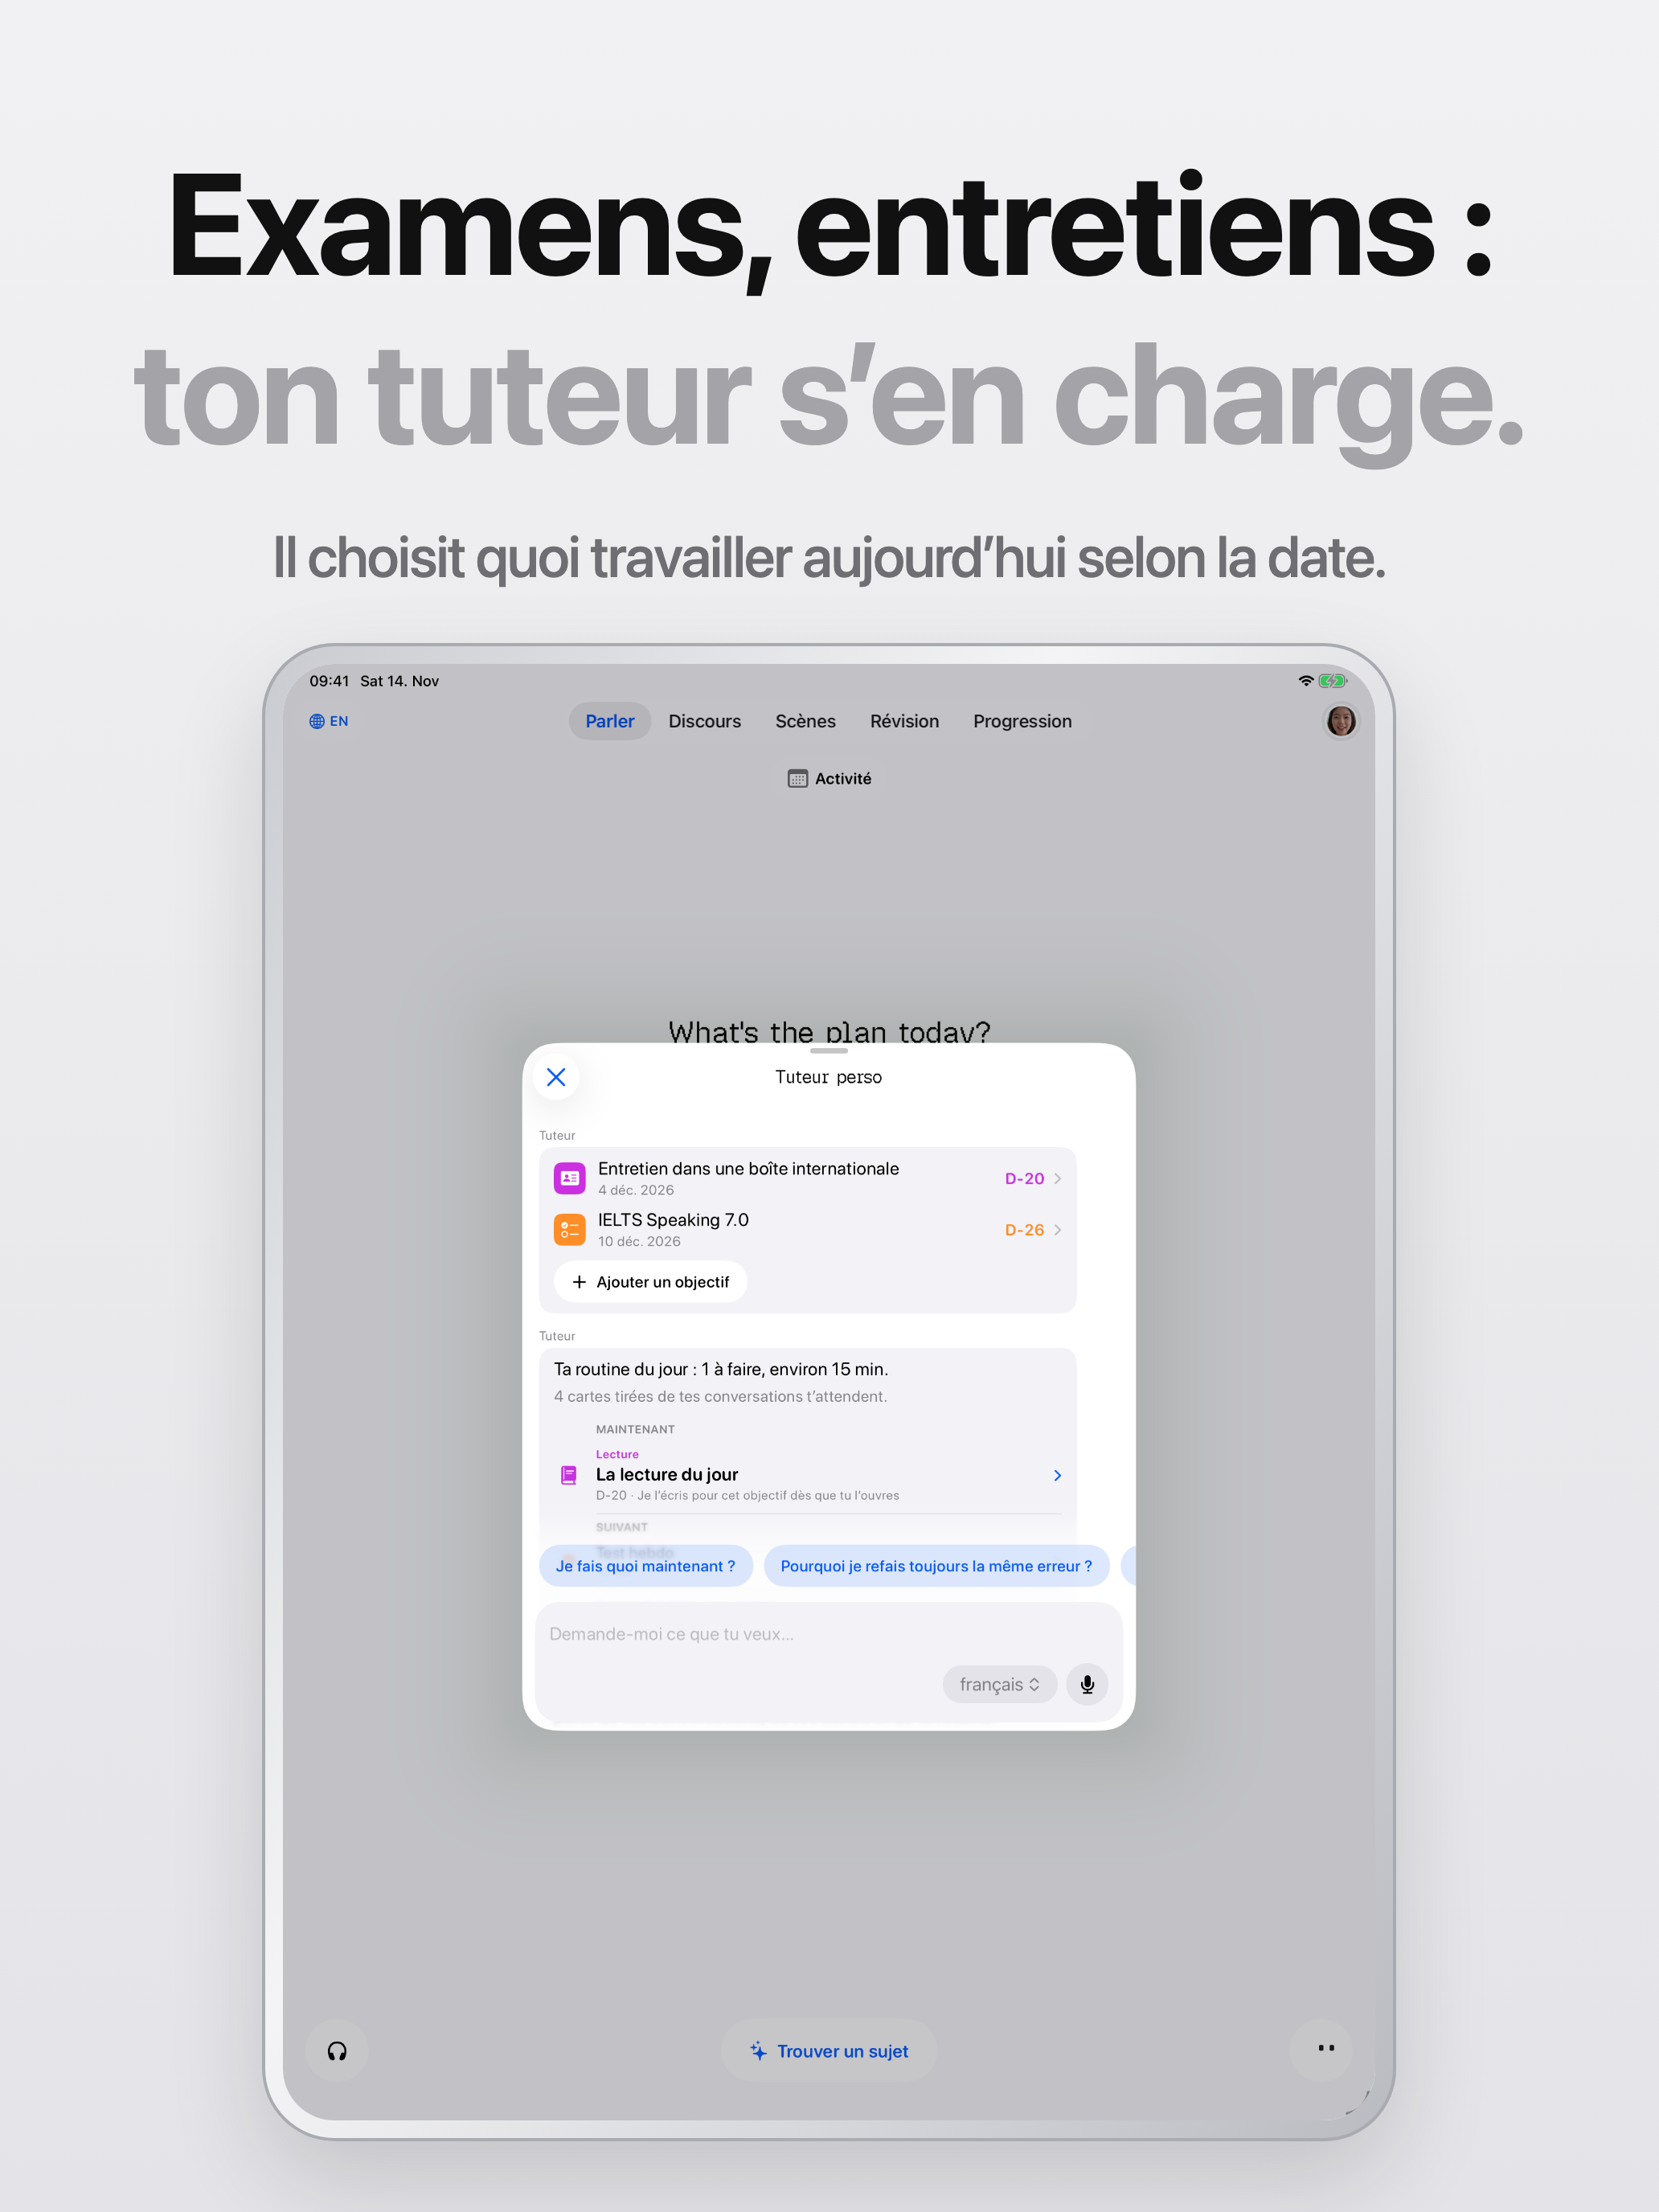 Examens, entretiens :
ton tuteur s’en charge.
Il choisit quoi travailler aujourd’hui selon la date.
09:41 Sat 14. Nov
EN
Parler
Discours
Scènes
Révision
Progression
Activité
What's the plan today?
Tuteur perso
Tuteur
Entretien dans une boîte internationale
4 déc. 2026
D-20
IELTS Speaking 7.0
10 déc. 2026
D-26
Ajouter un objectif
Tuteur
Ta routine du jour : 1 à faire, environ 15 min.
4 cartes tirées de tes conversations t’attendent.
MAINTENANT
Lecture
La lecture du jour
D-20 · Je l’écris pour cet objectif dès que tu l’ouvres
SUIVANT
Test hebdo
Je fais quoi maintenant ?
Pourquoi je refais toujours la même erreur ?
Demande-moi ce que tu veux…
français
Trouver un sujet